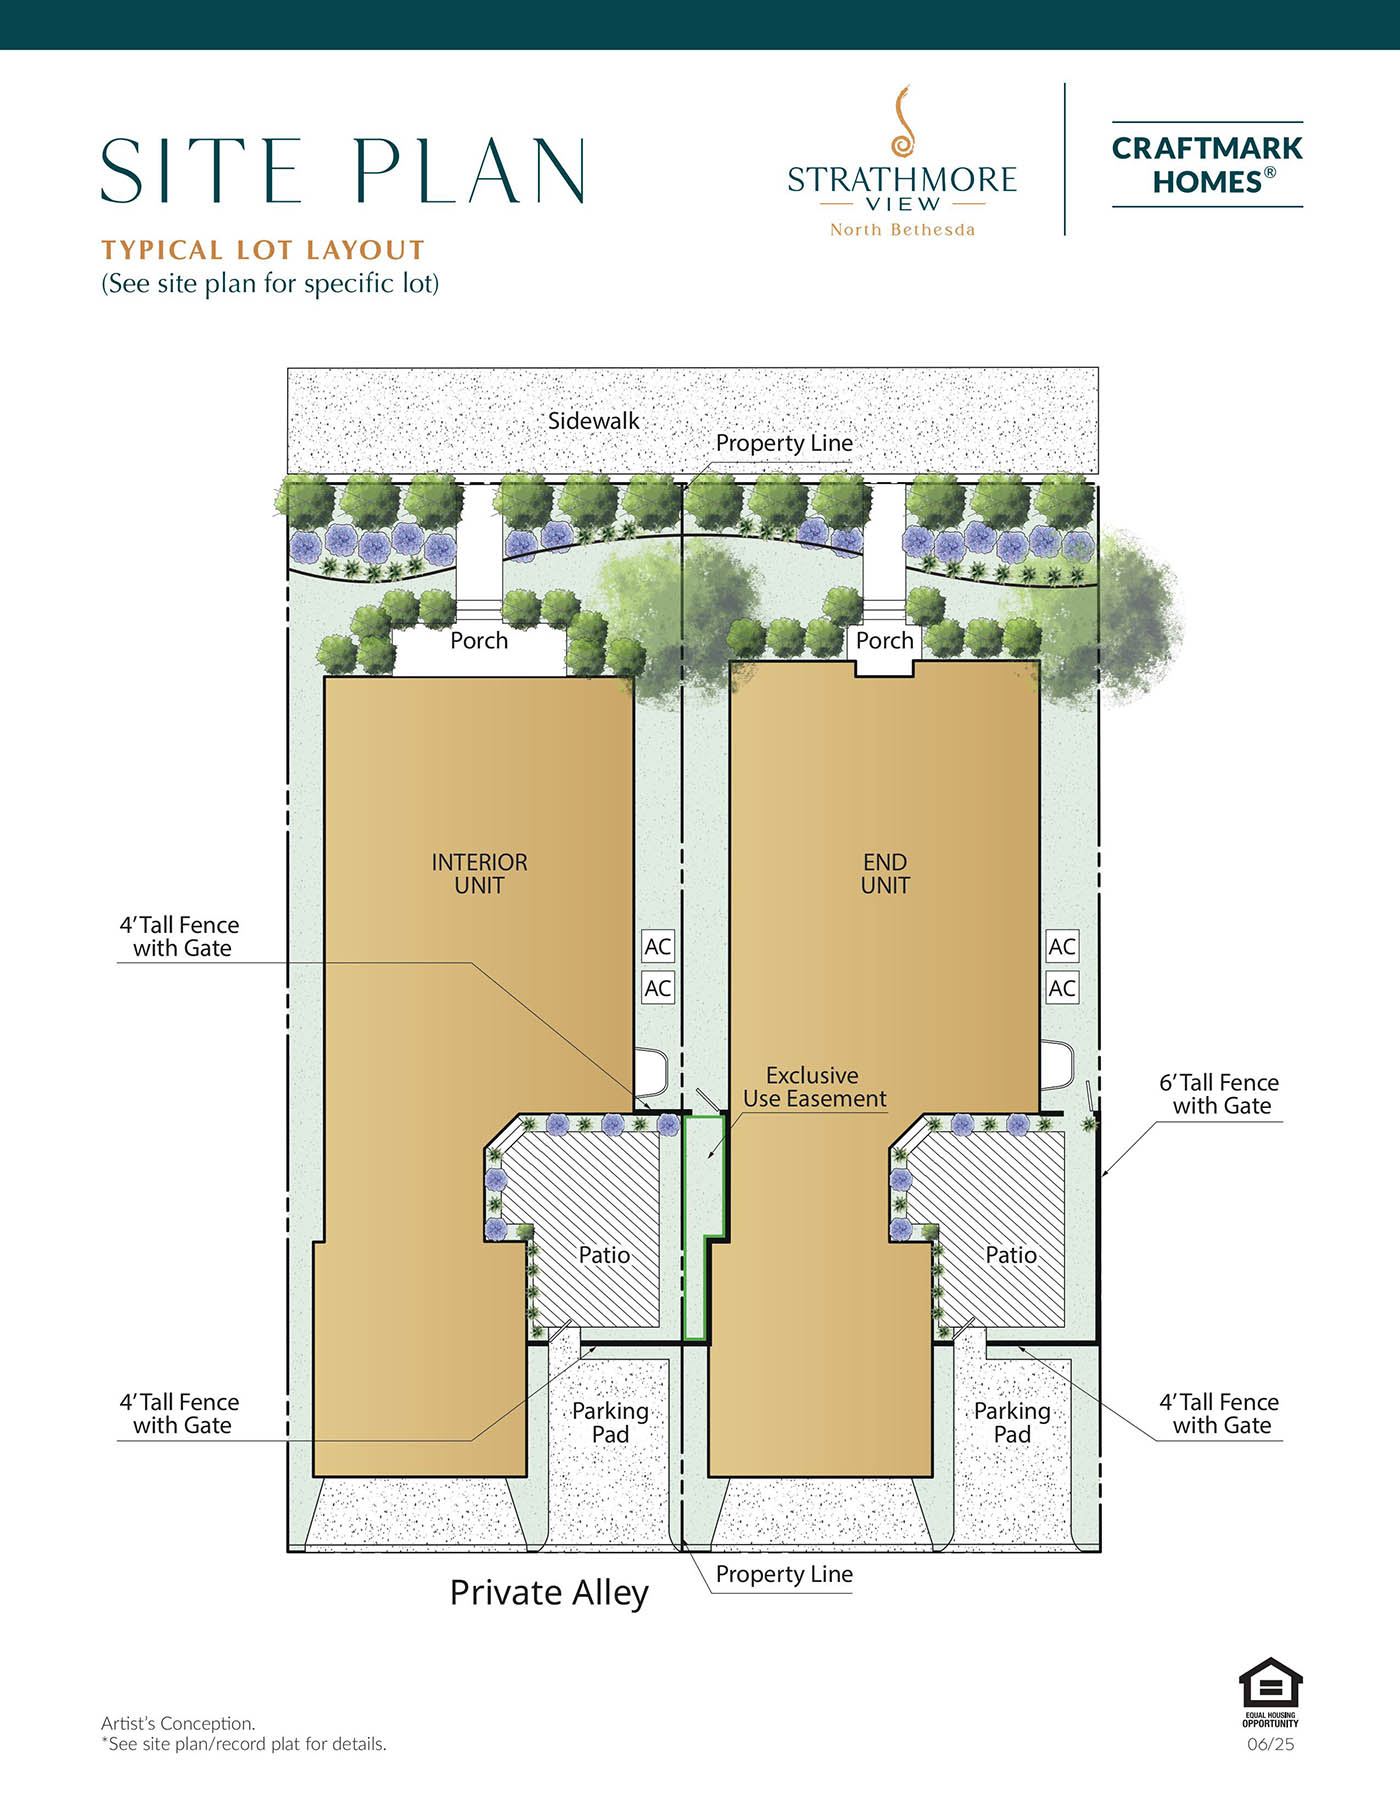 SITE PLAN
TYPICAL LOT LAYOUT
(See site plan for specific lot)
STRATHMORE
VIEW
North Bethesda
CRAFTMARK
HOMES®
Sidewalk
Property Line
Porch
Porch
INTERIOR
UNIT
END
UNIT
4' Tall Fence
with Gate
AC
AC
AC
AC
Exclusive
Use Easement
6' Tall Fence
with Gate
Patio
Patio
4' Tall Fence
with Gate
Parking
Pad
Parking
Pad
4' Tall Fence
with Gate
Property Line
Private Alley
Artist's Conception.
*See site plan/record plat for details.
EQUAL HOUSING
OPPORTUNITY
06/25